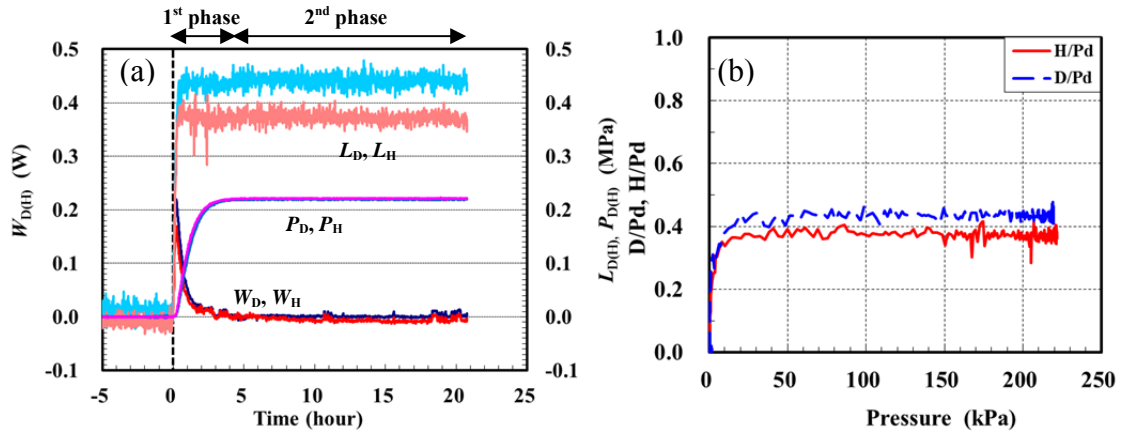 1st phase 2nd phase
(a)
0.5
0.4
0.3
0.2
0.1
0.0
-0.1
W_D(H) (W)
L_D, L_H
P_D, P_H
W_D, W_H
-5 0 5 10 15 20 25
Time (hour)
0.5
0.4
0.3
0.2
0.1
0.0
-0.1
L_D(H), P_D(H) (MPa)
D/Pd, H/Pd
(b)
H/Pd
D/Pd
1.0
0.8
0.6
0.4
0.2
0.0
0 50 100 150 200 250
Pressure (kPa)